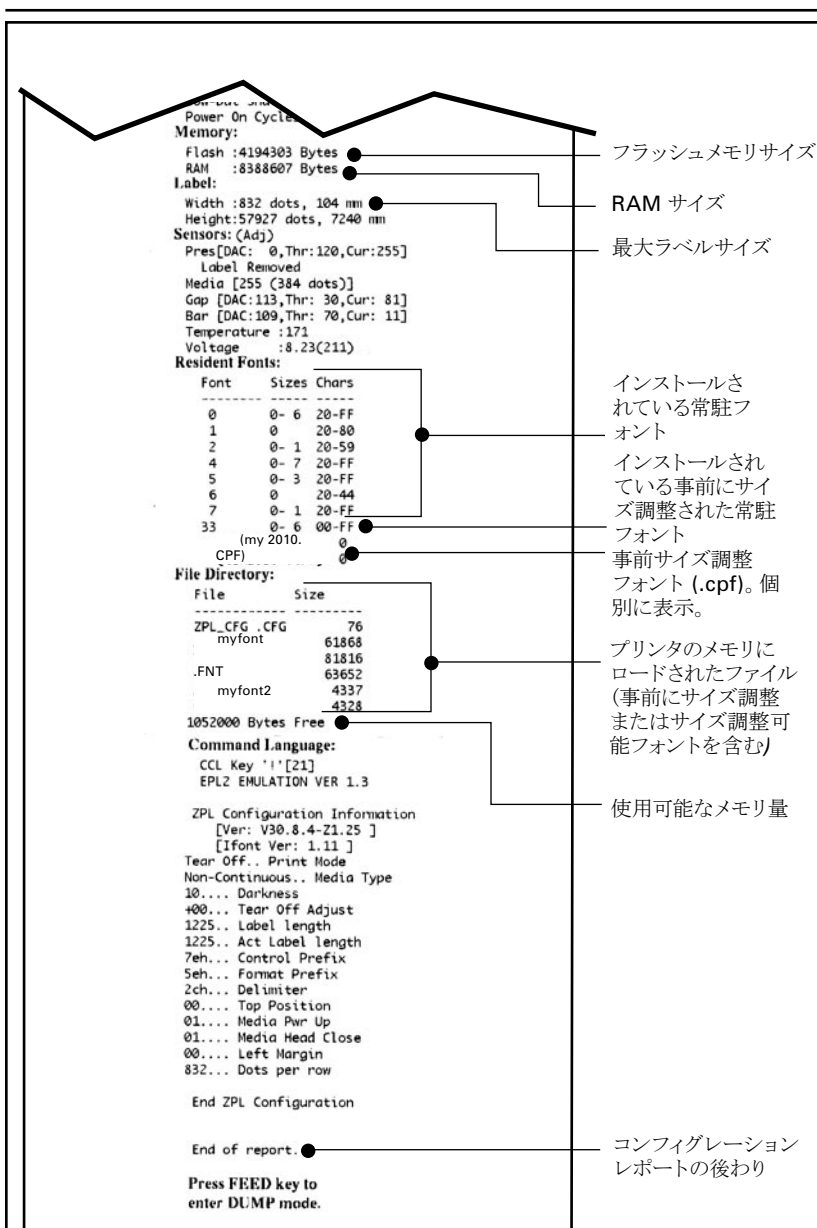 Power On Cycle
Memory:
Flash :4194303 Bytes
フラッシュメモリサイズ
RAM :8388607 Bytes
RAM サイズ
Label:
Width :832 dots, 104 mm
最大ラベルサイズ
Height:57927 dots, 7240 mm
Sensors: (Adj)
Pres[DAC: 0,Thr:120,Cur:255]
Label Removed
Media [255 (384 dots)]
Gap [DAC:113,Thr: 30,Cur: 81]
Bar [DAC:109,Thr: 70,Cur: 11]
Temperature :171
Voltage :8.23(211)
Resident Fonts:
Font Sizes Chars
-------- ----- -----
0 0- 6 20-FF
1 0 20-80
2 0- 1 20-59
4 0- 7 20-FF
5 0- 3 20-FF
6 0 20-44
7 0- 1 20-FF
33 0- 6 00-FF
(my 2010. 0
CPF) 0
インストールさ
れている常駐フ
ォント
インストールされ
ている事前にサイ
ズ調整された常駐
フォント
事前サイズ調整
フォント (.cpf)。個
別に表示。
File Directory:
File Size
------------ ---------
ZPL_CFG .CFG 76
myfont 61868
81816
.FNT 63652
myfont2 4337
4328
プリンタのメモリに
ロードされたファイル
(事前にサイズ調整
またはサイズ調整可
能フォントを含む)
1052000 Bytes Free
使用可能なメモリ量
Command Language:
CCL Key '!'[21]
EPL2 EMULATION VER 1.3
ZPL Configuration Information
[Ver: V30.8.4-Z1.25 ]
[Ifont Ver: 1.11 ]
Tear Off.. Print Mode
Non-Continuous.. Media Type
10.... Darkness
+00... Tear Off Adjust
1225.. Label length
1225.. Act Label length
7eh... Control Prefix
5eh... Format Prefix
2ch... Delimiter
00.... Top Position
01.... Media Pwr Up
01.... Media Head Close
00.... Left Margin
832... Dots per row
End ZPL Configuration
End of report.
コンフィグレーション
レポートの後わり
Press FEED key to
enter DUMP mode.